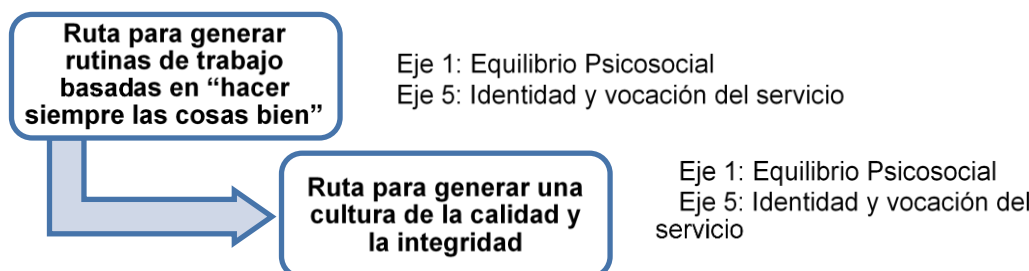 Ruta para generar
rutinas de trabajo
basadas en “hacer
siempre las cosas bien”
Eje 1: Equilibrio Psicosocial
Eje 5: Identidad y vocación del servicio
Ruta para generar una
cultura de la calidad y
la integridad
Eje 1: Equilibrio Psicosocial
Eje 5: Identidad y vocación del
servicio